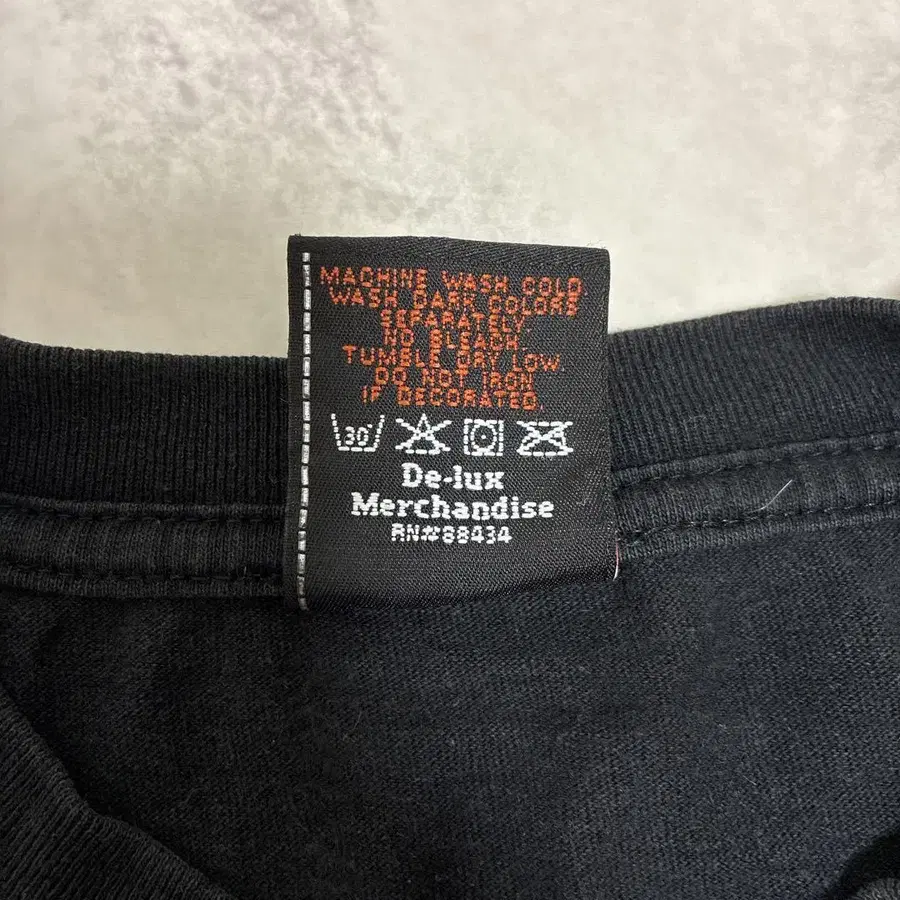 MACHINE WASH COLD
WASH DARK COLORS
SEPARATELY
NO BLEACH
TUMBLE DRY LOW.
DO NOT IRON
IF DECORATED.
30°
De-lux
Merchandise
RN#88434